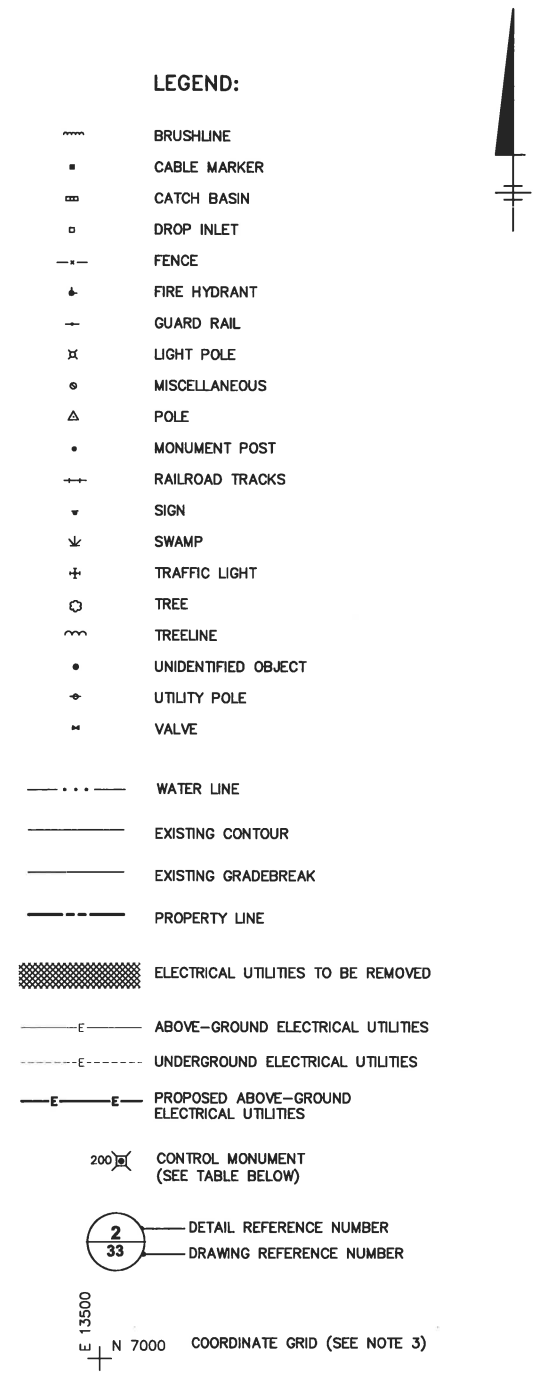 LEGEND:
BRUSHLINE
CABLE MARKER
CATCH BASIN
DROP INLET
FENCE
FIRE HYDRANT
GUARD RAIL
LIGHT POLE
MISCELLANEOUS
POLE
MONUMENT POST
RAILROAD TRACKS
SIGN
SWAMP
TRAFFIC LIGHT
TREE
TREELINE
UNIDENTIFIED OBJECT
UTILITY POLE
VALVE
WATER LINE
EXISTING CONTOUR
EXISTING GRADEBREAK
PROPERTY LINE
ELECTRICAL UTILITIES TO BE REMOVED
E ABOVE-GROUND ELECTRICAL UTILITIES
E UNDERGROUND ELECTRICAL UTILITIES
E E PROPOSED ABOVE-GROUND
ELECTRICAL UTILITIES
200 CONTROL MONUMENT
(SEE TABLE BELOW)
2 DETAIL REFERENCE NUMBER
33 DRAWING REFERENCE NUMBER
E 13500
N 7000 COORDINATE GRID (SEE NOTE 3)